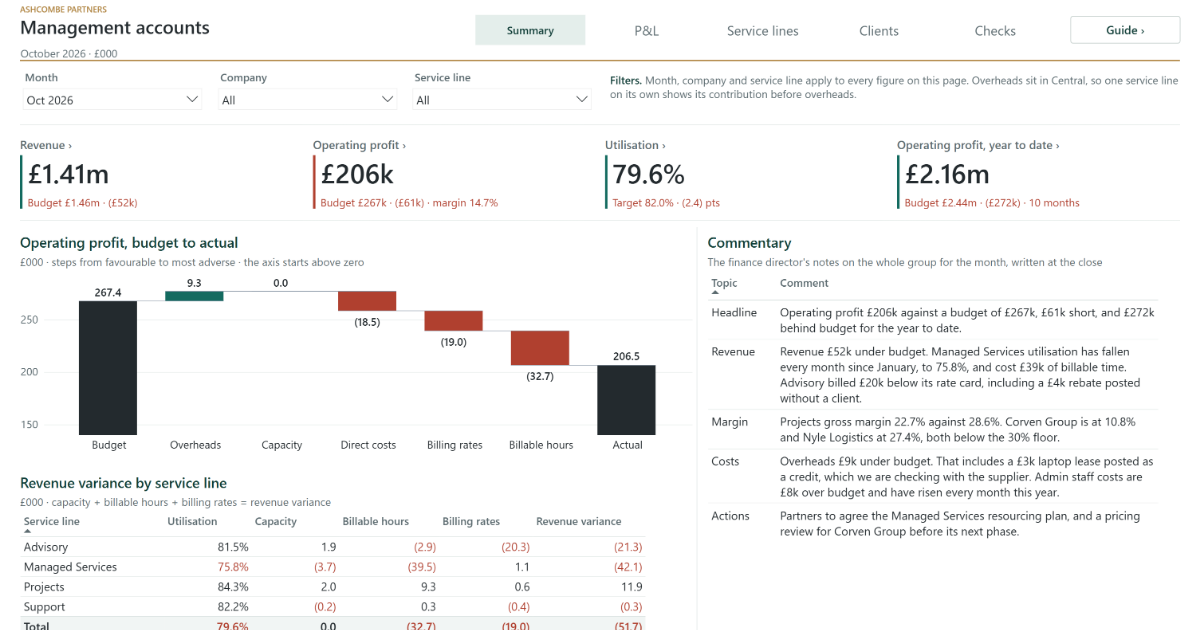 ASHCOMBE PARTNERS
Management accounts
October 2026 · £000
Summary
P&L
Service lines
Clients
Checks
Guide ›
Month
Company
Service line
Oct 2026
All
All
Filters. Month, company and service line apply to every figure on this page. Overheads sit in Central, so one service line
on its own shows its contribution before overheads.
Revenue ›
£1.41m
Budget £1.46m · (£52k)
Operating profit ›
£206k
Budget £267k · (£61k) · margin 14.7%
Utilisation ›
79.6%
Target 82.0% · (2.4) pts
Operating profit, year to date ›
£2.16m
Budget £2.44m · (£272k) · 10 months
Operating profit, budget to actual
£000 · steps from favourable to most adverse · the axis starts above zero
267.4
9.3
0.0
(18.5)
(19.0)
(32.7)
206.5
250
200
150
Budget
Overheads
Capacity
Direct costs
Billing rates
Billable hours
Actual
Revenue variance by service line
£000 · capacity + billable hours + billing rates = revenue variance
Service line Utilisation Capacity Billable hours Billing rates Revenue variance
Advisory 81.5% 1.9 (2.9) (20.3) (21.3)
Managed Services 75.8% (3.7) (39.5) 1.1 (42.1)
Projects 84.3% 2.0 9.3 0.6 11.9
Support 82.2% (0.2) 0.3 (0.4) (0.3)
Total 79.6% 0.0 (32.7) (19.0) (51.7)
Commentary
The finance director's notes on the whole group for the month, written at the close
Topic Comment
Headline Operating profit £206k against a budget of £267k, £61k short, and £272k
behind budget for the year to date.
Revenue Revenue £52k under budget. Managed Services utilisation has fallen
every month since January, to 75.8%, and cost £39k of billable time.
Advisory billed £20k below its rate card, including a £4k rebate posted
without a client.
Margin Projects gross margin 22.7% against 28.6%. Corven Group is at 10.8%
and Nyle Logistics at 27.4%, both below the 30% floor.
Costs Overheads £9k under budget. That includes a £3k laptop lease posted as
a credit, which we are checking with the supplier. Admin staff costs are
£8k over budget and have risen every month this year.
Actions Partners to agree the Managed Services resourcing plan, and a pricing
review for Corven Group before its next phase.